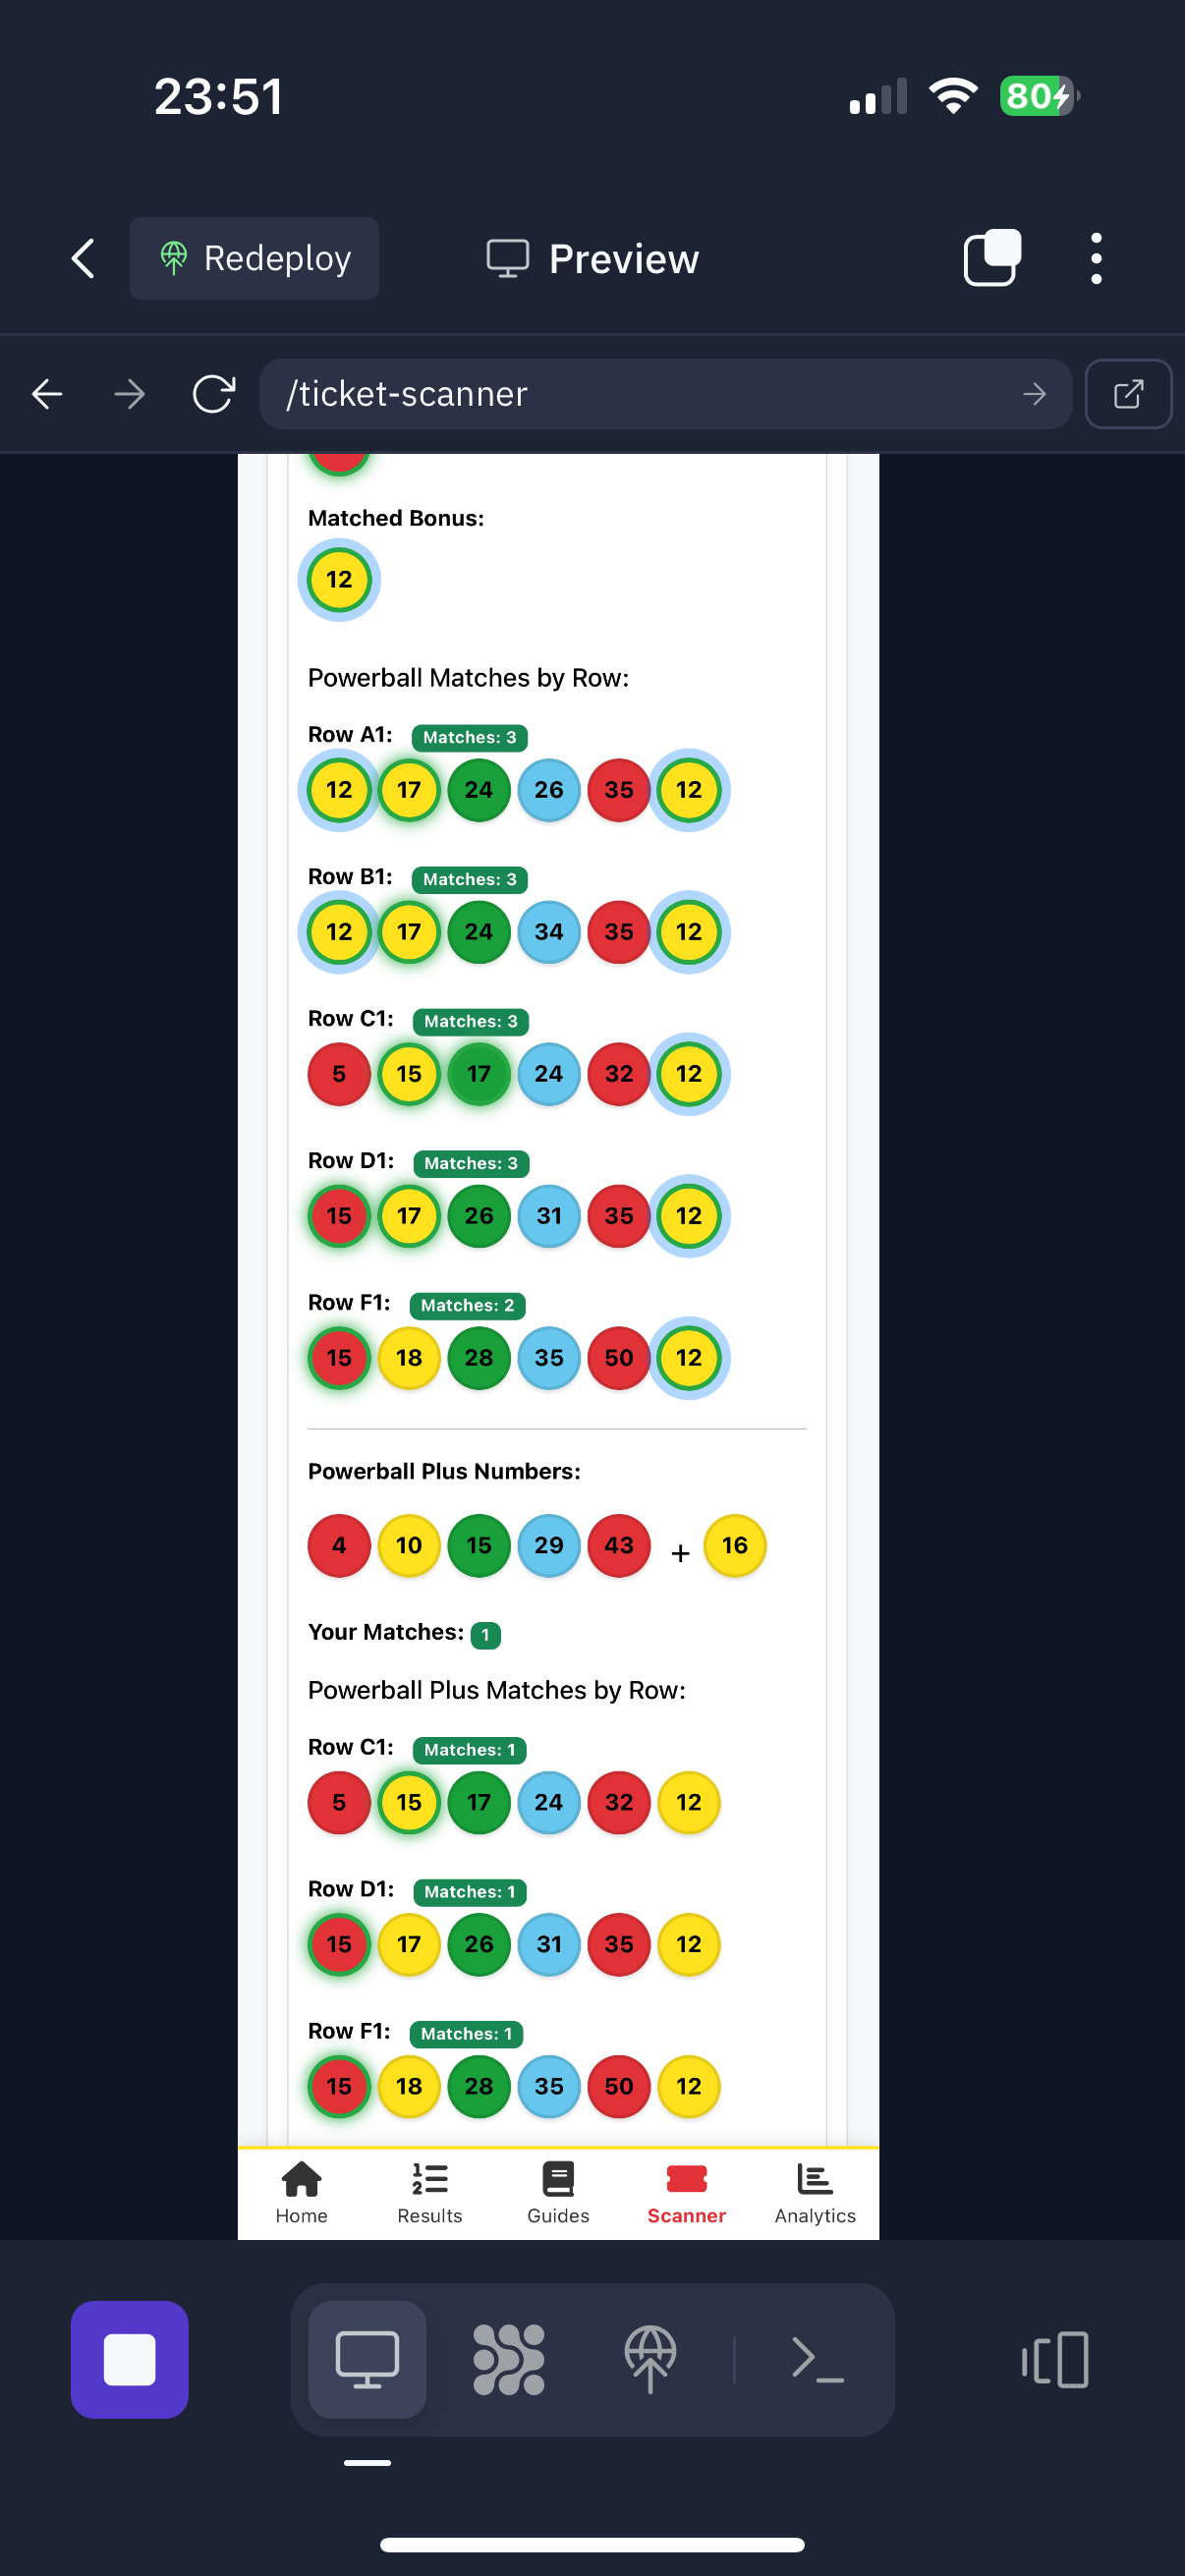 23:51
80
Redeploy
Preview
/ticket-scanner
Matched Bonus:
12
Powerball Matches by Row:
Row A1: Matches: 3
12 17 24 26 35 12
Row B1: Matches: 3
12 17 24 34 35 12
Row C1: Matches: 3
5 15 17 24 32 12
Row D1: Matches: 3
15 17 26 31 35 12
Row F1: Matches: 2
15 18 28 35 50 12
Powerball Plus Numbers:
4 10 15 29 43 + 16
Your Matches: 1
Powerball Plus Matches by Row:
Row C1: Matches: 1
5 15 17 24 32 12
Row D1: Matches: 1
15 17 26 31 35 12
Row F1: Matches: 1
15 18 28 35 50 12
Home Results Guides Scanner Analytics